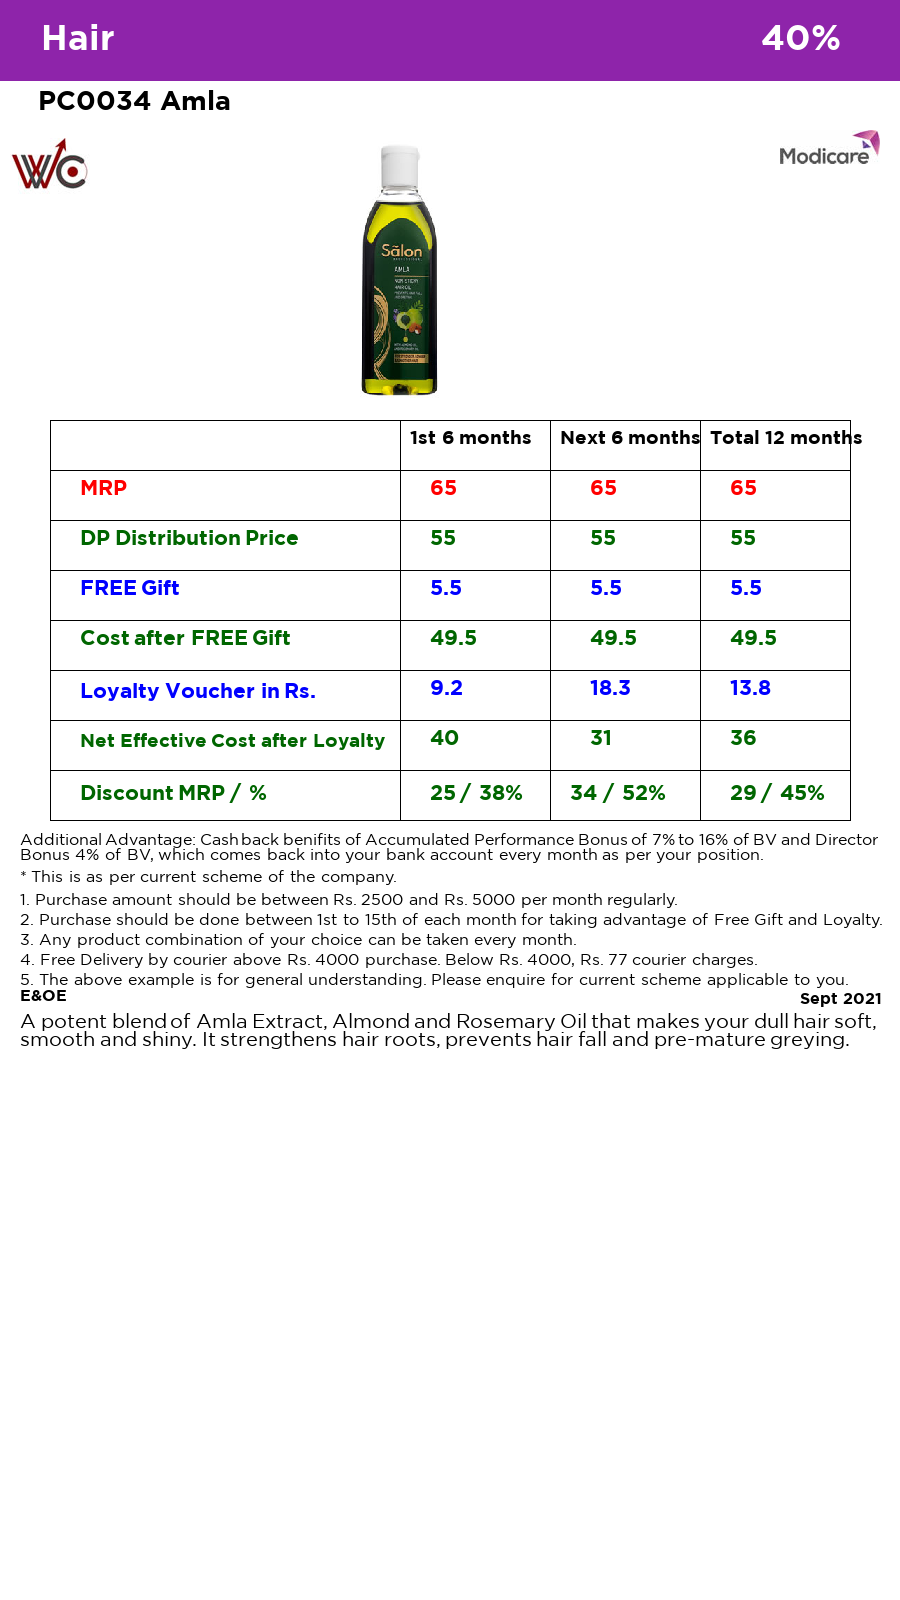 Hair 40%
PC0034 Amla
WC
Modicare
Sālon
AMLA
HAIR OIL
1st 6 months Next 6 months Total 12 months
MRP 65 65 65
DP Distribution Price 55 55 55
FREE Gift 5.5 5.5 5.5
Cost after FREE Gift 49.5 49.5 49.5
Loyalty Voucher in Rs. 9.2 18.3 13.8
Net Effective Cost after Loyalty 40 31 36
Discount MRP / % 25 / 38% 34 / 52% 29 / 45%
Additional Advantage: Cash back benifits of Accumulated Performance Bonus of 7% to 16% of BV and Director
Bonus 4% of BV, which comes back into your bank account every month as per your position.
* This is as per current scheme of the company.
1. Purchase amount should be between Rs. 2500 and Rs. 5000 per month regularly.
2. Purchase should be done between 1st to 15th of each month for taking advantage of Free Gift and Loyalty.
3. Any product combination of your choice can be taken every month.
4. Free Delivery by courier above Rs. 4000 purchase. Below Rs. 4000, Rs. 77 courier charges.
5. The above example is for general understanding. Please enquire for current scheme applicable to you.
E&OE
Sept 2021
A potent blend of Amla Extract, Almond and Rosemary Oil that makes your dull hair soft,
smooth and shiny. It strengthens hair roots, prevents hair fall and pre-mature greying.